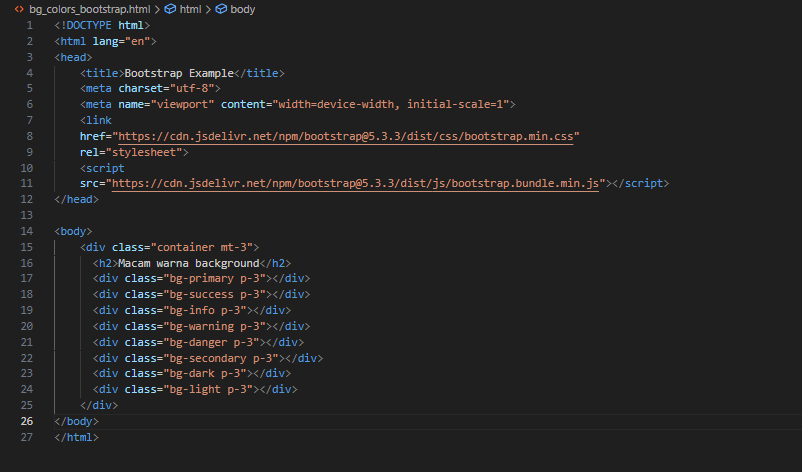 <> bg_colors_bootstrap.html > html > body
1 <!DOCTYPE html>
2 <html lang="en">
3 <head>
4 <title>Bootstrap Example</title>
5 <meta charset="utf-8">
6 <meta name="viewport" content="width=device-width, initial-scale=1">
7 <link
8 href="https://cdn.jsdelivr.net/npm/bootstrap@5.3.3/dist/css/bootstrap.min.css"
9 rel="stylesheet">
10 <script
11 src="https://cdn.jsdelivr.net/npm/bootstrap@5.3.3/dist/js/bootstrap.bundle.min.js"></script>
12 </head>
13
14 <body>
15 <div class="container mt-3">
16 <h2>Macam warna background</h2>
17 <div class="bg-primary p-3"></div>
18 <div class="bg-success p-3"></div>
19 <div class="bg-info p-3"></div>
20 <div class="bg-warning p-3"></div>
21 <div class="bg-danger p-3"></div>
22 <div class="bg-secondary p-3"></div>
23 <div class="bg-dark p-3"></div>
24 <div class="bg-light p-3"></div>
25 </div>
26 </body>
27 </html>